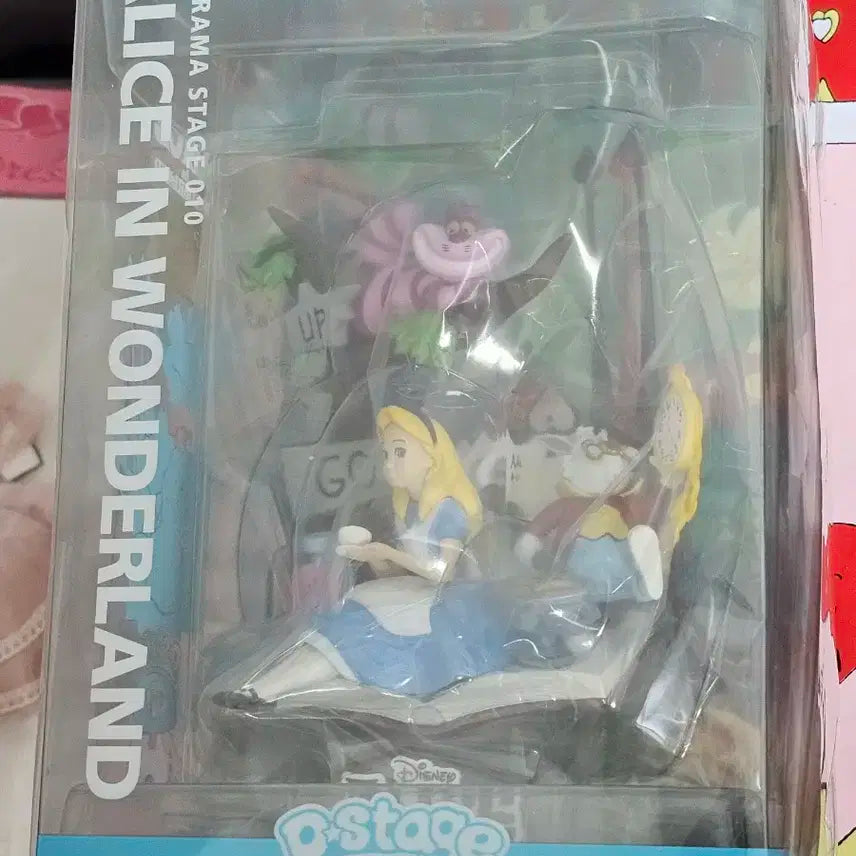 RAMA STAGE 010
ALICE IN WONDERLAND
UP
GO
Disney
D★stage